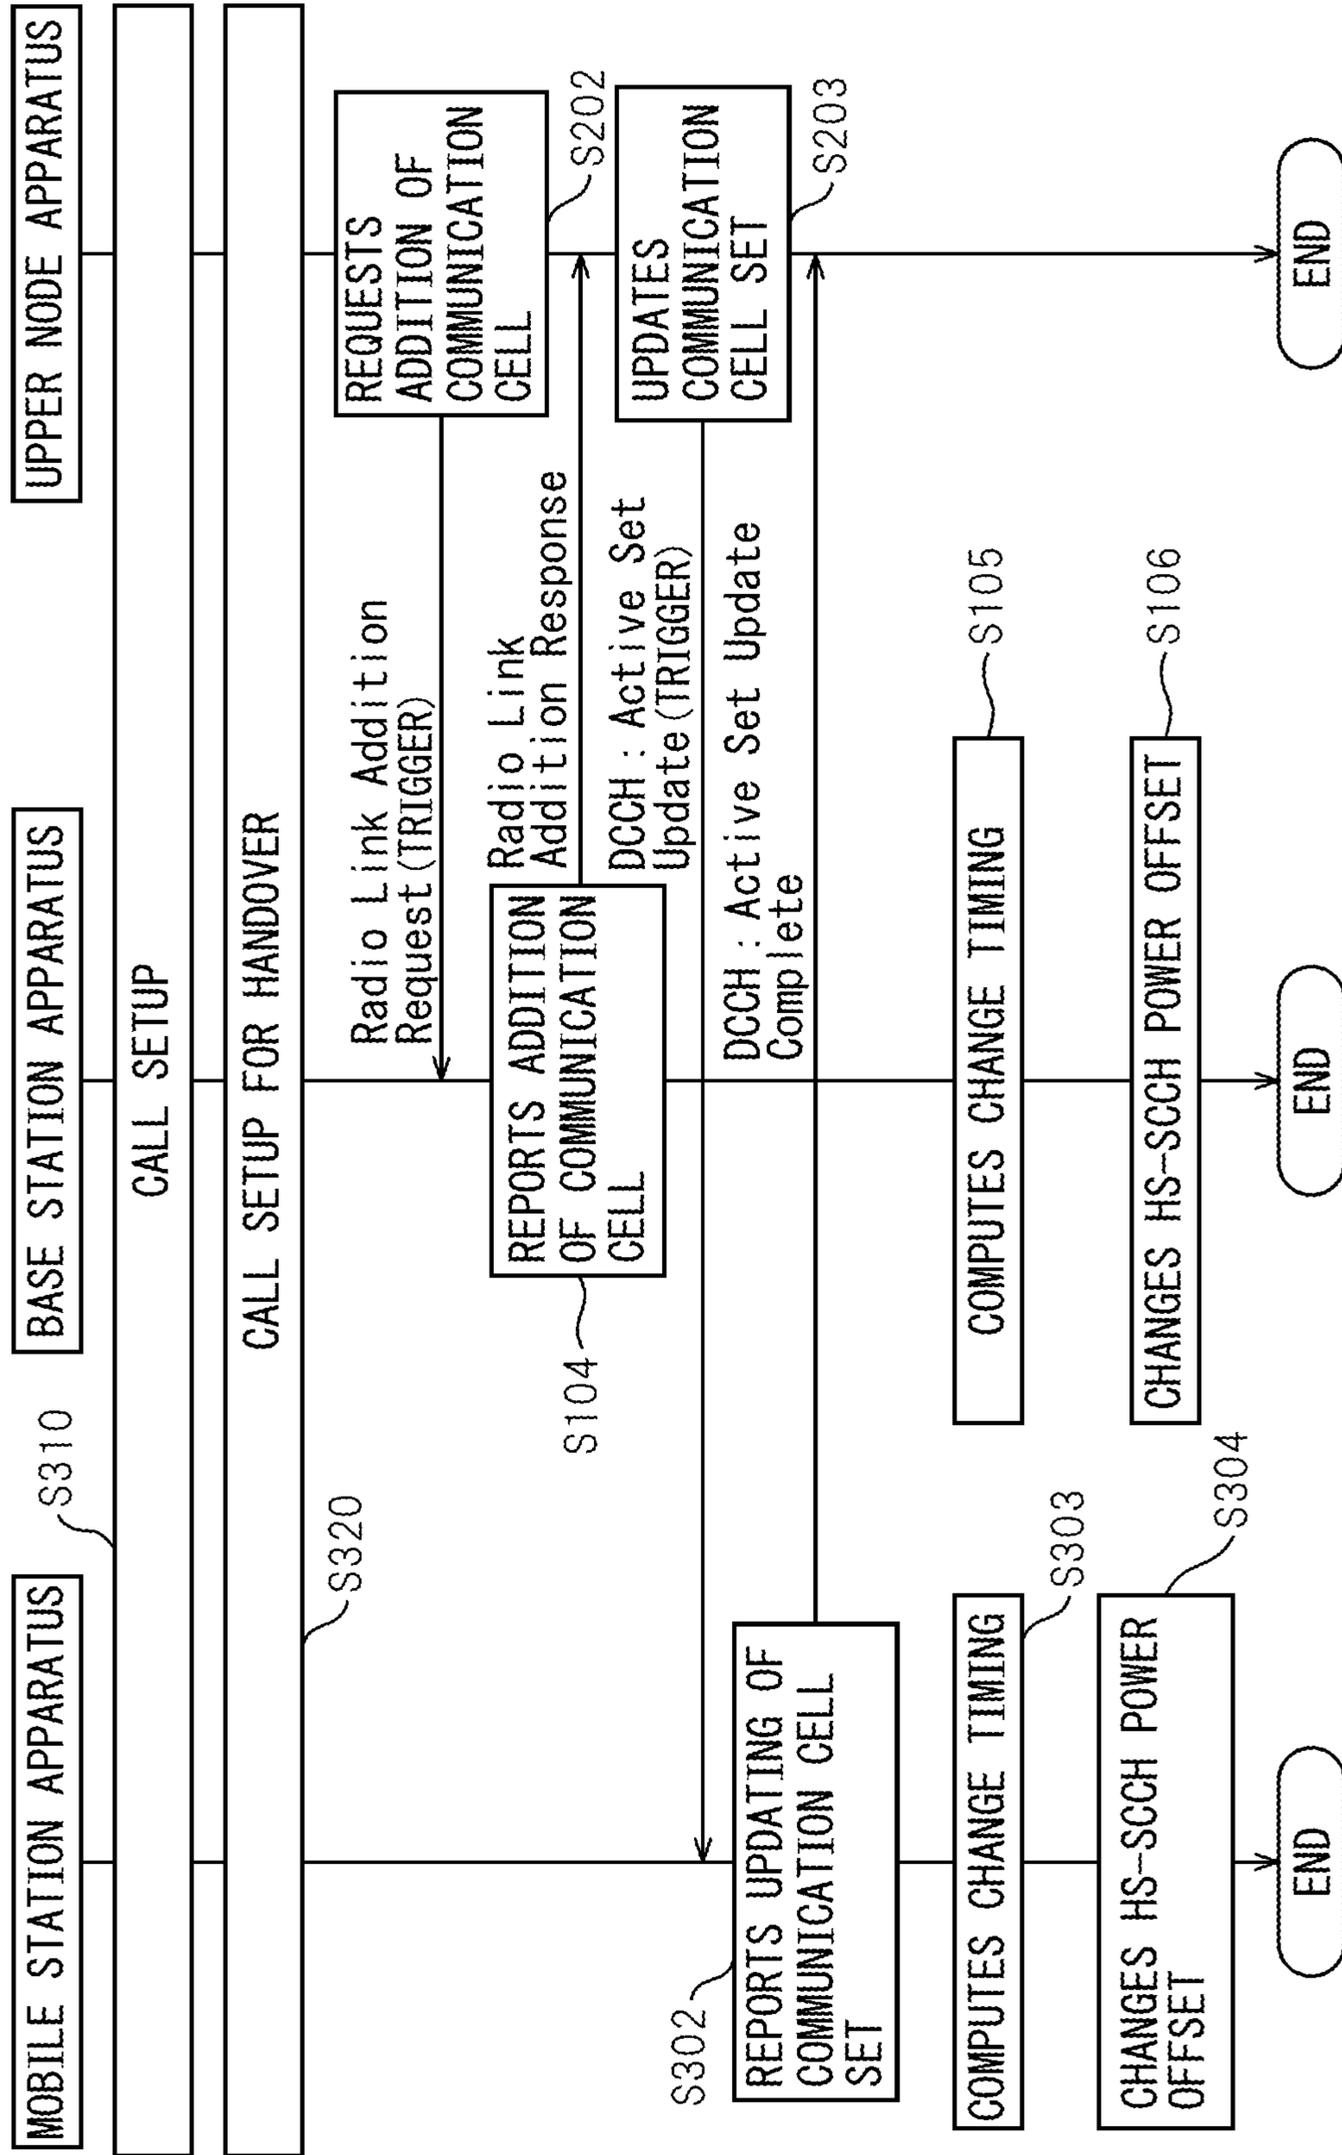 MOBILE STATION APPARATUS
BASE STATION APPARATUS
UPPER NODE APPARATUS
S310
CALL SETUP
CALL SETUP FOR HANDOVER
S320
REQUESTS
ADDITION OF
COMMUNICATION
CELL
S202
Radio Link Addition
Request(TRIGGER)
REPORTS ADDITION
OF COMMUNICATION
CELL
S104
Radio Link
Addition Response
UPDATES
COMMUNICATION
CELL SET
S203
DCCH:Active Set
Update(TRIGGER)
S302
REPORTS UPDATING OF
COMMUNICATION CELL
SET
DCCH:Active Set Update
Complete
COMPUTES CHANGE TIMING
S303
COMPUTES CHANGE TIMING
S105
CHANGES HS-SCCH POWER
OFFSET
S304
CHANGES HS-SCCH POWER OFFSET
S106
END
END
END